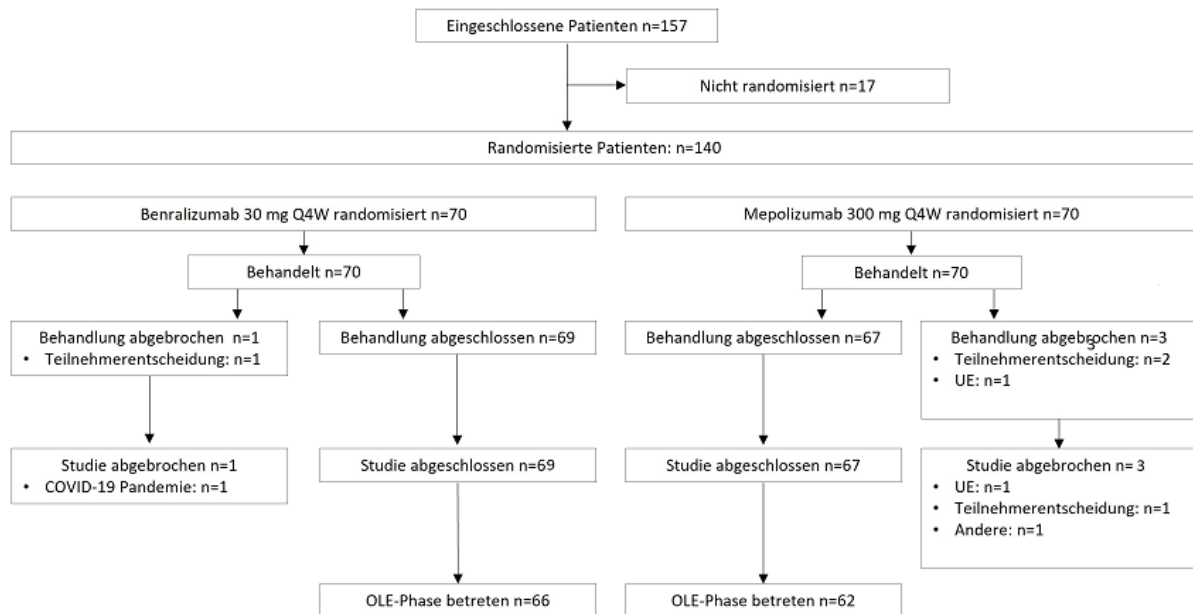 Eingeschlossene Patienten n=157
Nicht randomisiert n=17
Randomisierte Patienten: n=140
Benralizumab 30 mg Q4W randomisiert n=70
Mepolizumab 300 mg Q4W randomisiert n=70
Behandelt n=70
Behandelt n=70
Behandlung abgebrochen n=1
• Teilnehmerentscheidung: n=1
Behandlung abgeschlossen n=69
Behandlung abgeschlossen n=67
Behandlung abgebrochen n=3
5
• Teilnehmerentscheidung: n=2
• UE: n=1
Studie abgebrochen n=1
• COVID-19 Pandemie: n=1
Studie abgeschlossen n=69
Studie abgeschlossen n=67
Studie abgebrochen n= 3
• UE: n=1
• Teilnehmerentscheidung: n=1
• Andere: n=1
OLE-Phase betreten n=66
OLE-Phase betreten n=62